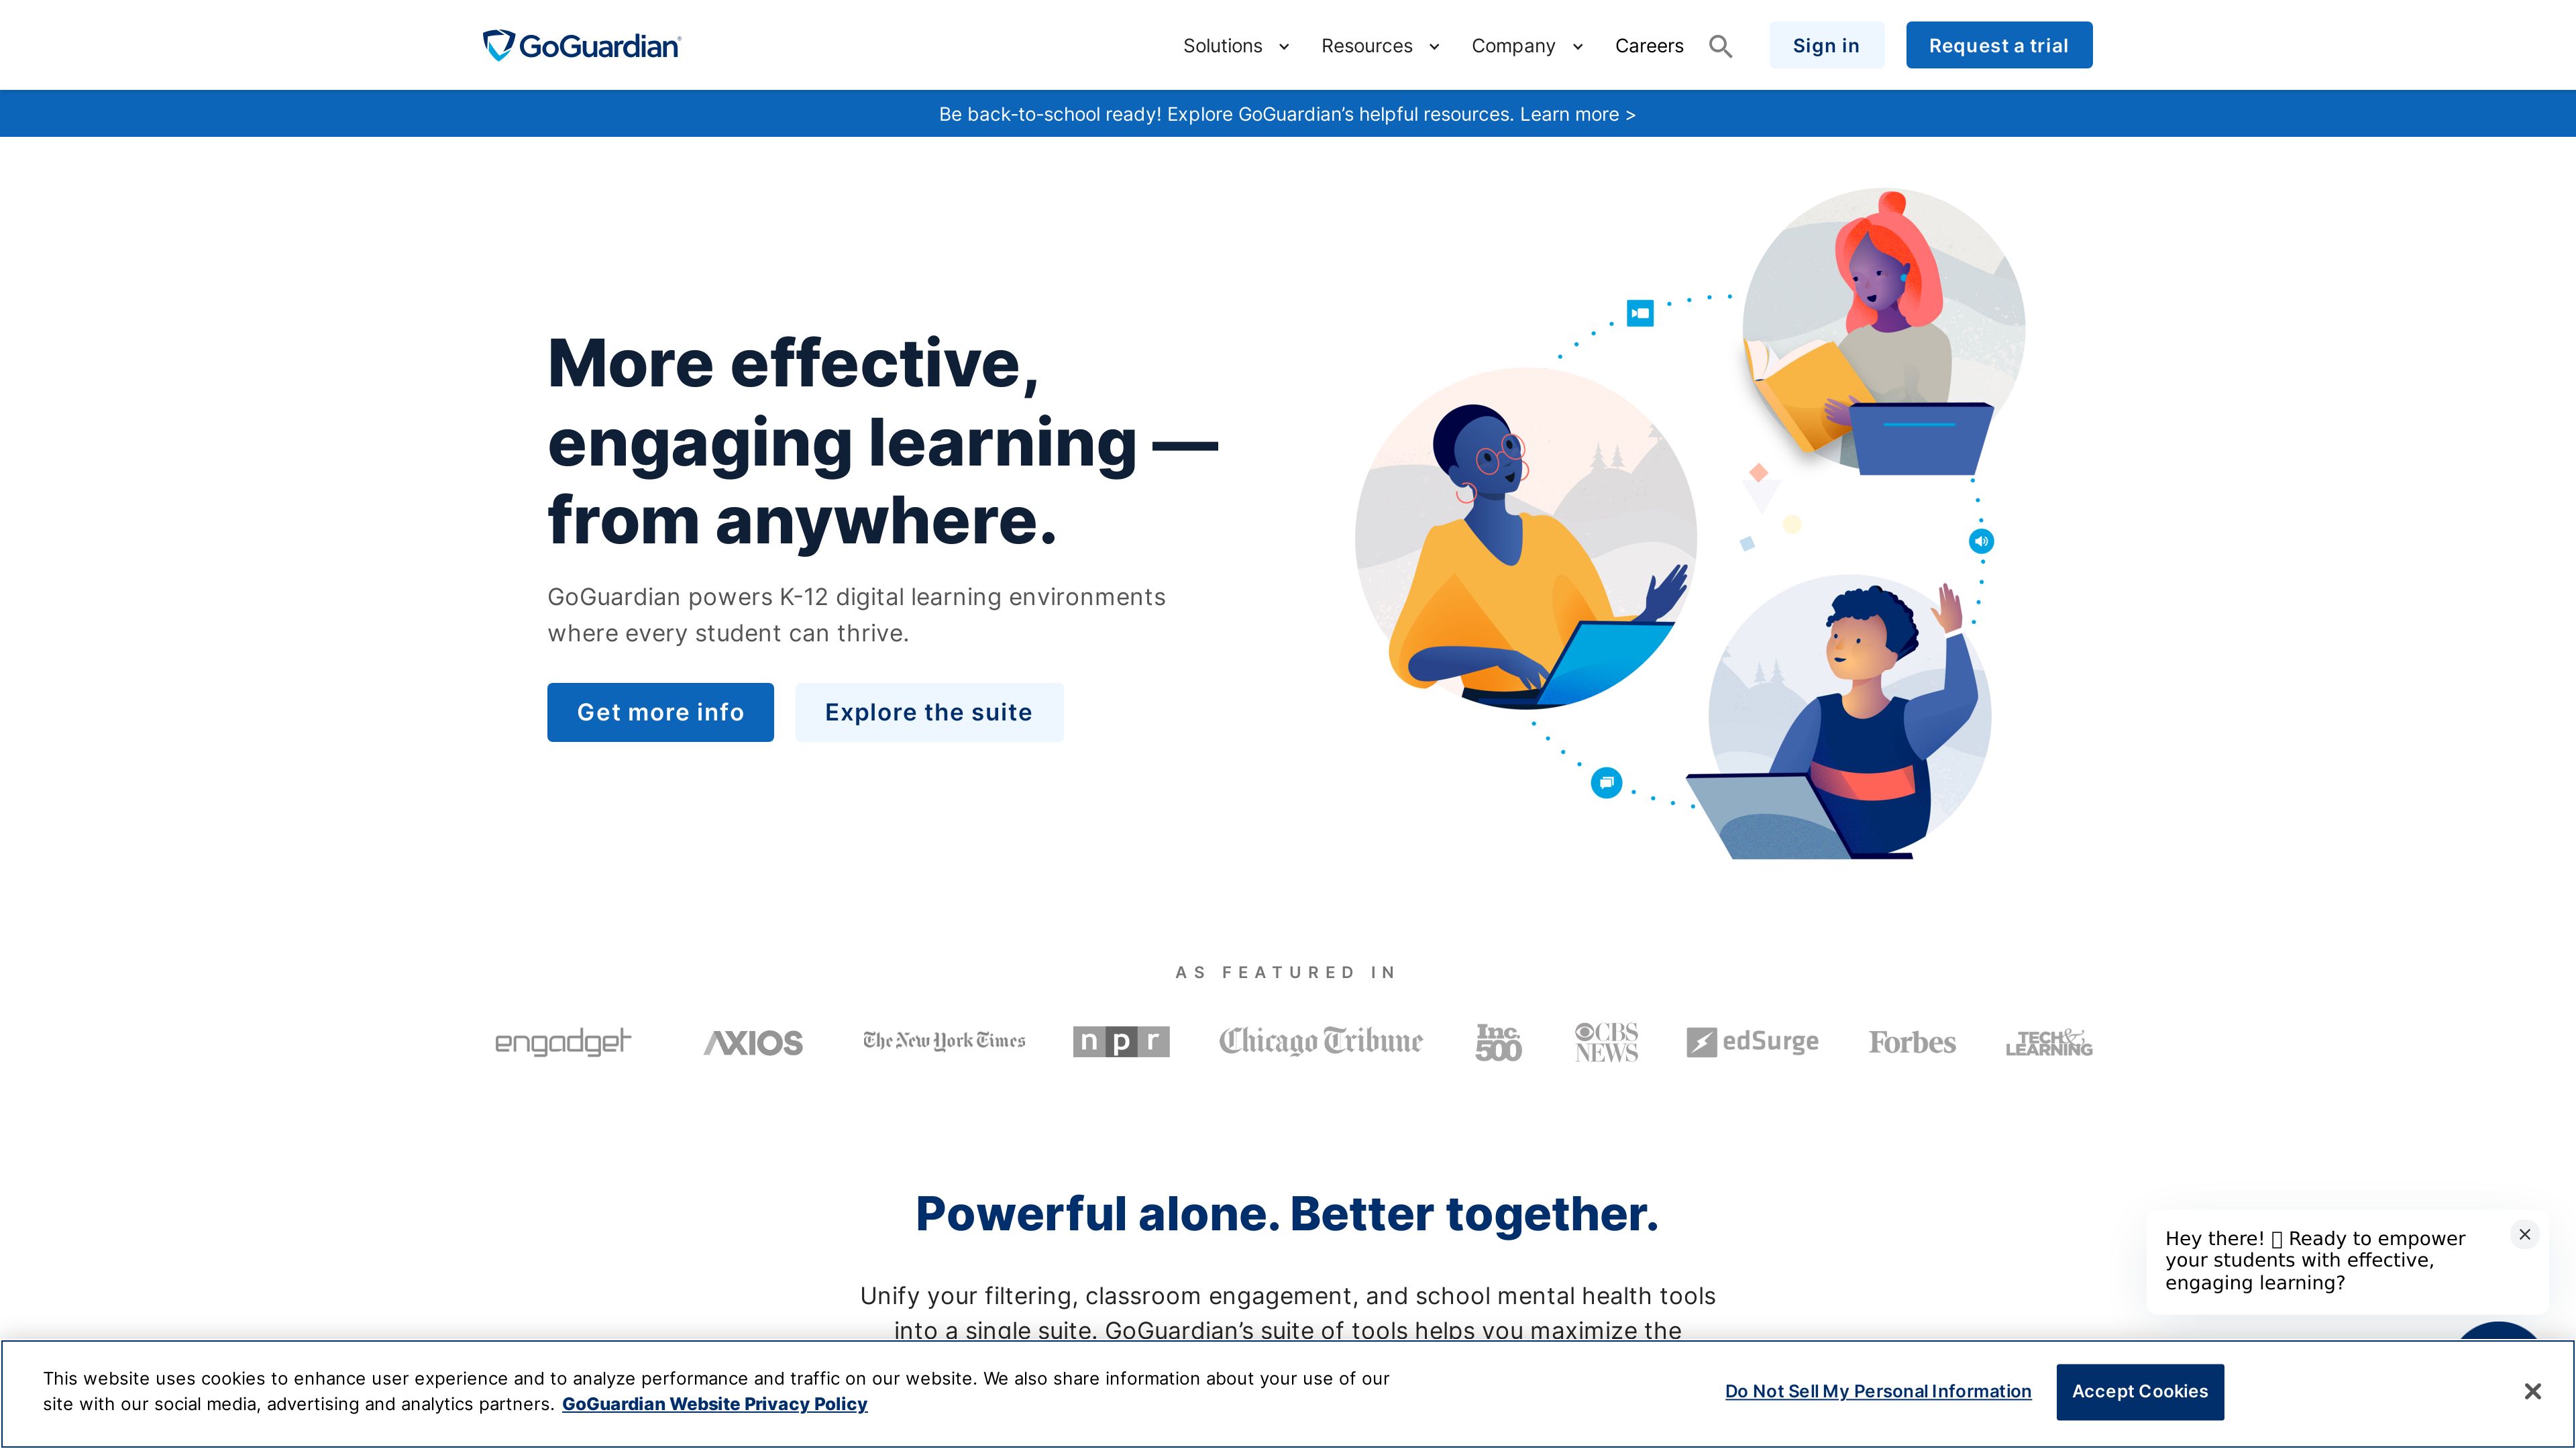 GoGuardian®
Solutions
Resources
Company
Careers
Sign in
Request a trial
Be back-to-school ready! Explore GoGuardian’s helpful resources. Learn more >
More effective,
engaging learning —
from anywhere.
GoGuardian powers K-12 digital learning environments
where every student can thrive.
Get more info
Explore the suite
AS FEATURED IN
engadget
AXIOS
The New York Times
npr
Chicago Tribune
Inc.
500
CBS
NEWS
edSurge
Forbes
TECH&
LEARNING
Powerful alone. Better together.
Unify your filtering, classroom engagement, and school mental health tools
into a single suite. GoGuardian’s suite of tools helps you maximize the
Hey there! Ready to empower
your students with effective,
engaging learning?
This website uses cookies to enhance user experience and to analyze performance and traffic on our website. We also share information about your use of our
site with our social media, advertising and analytics partners. GoGuardian Website Privacy Policy
Do Not Sell My Personal Information
Accept Cookies